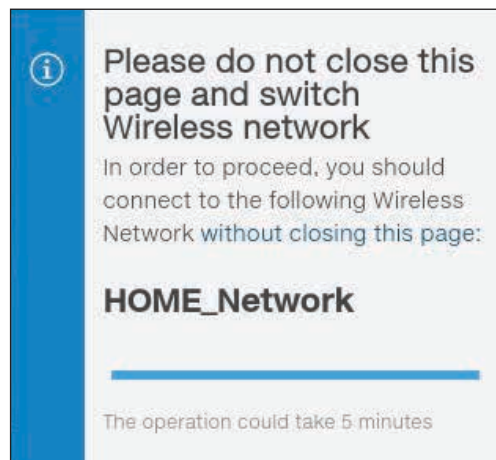 Please do not close this
page and switch
Wireless network
In order to proceed, you should
connect to the following Wireless
Network without closing this page:
HOME_Network
The operation could take 5 minutes